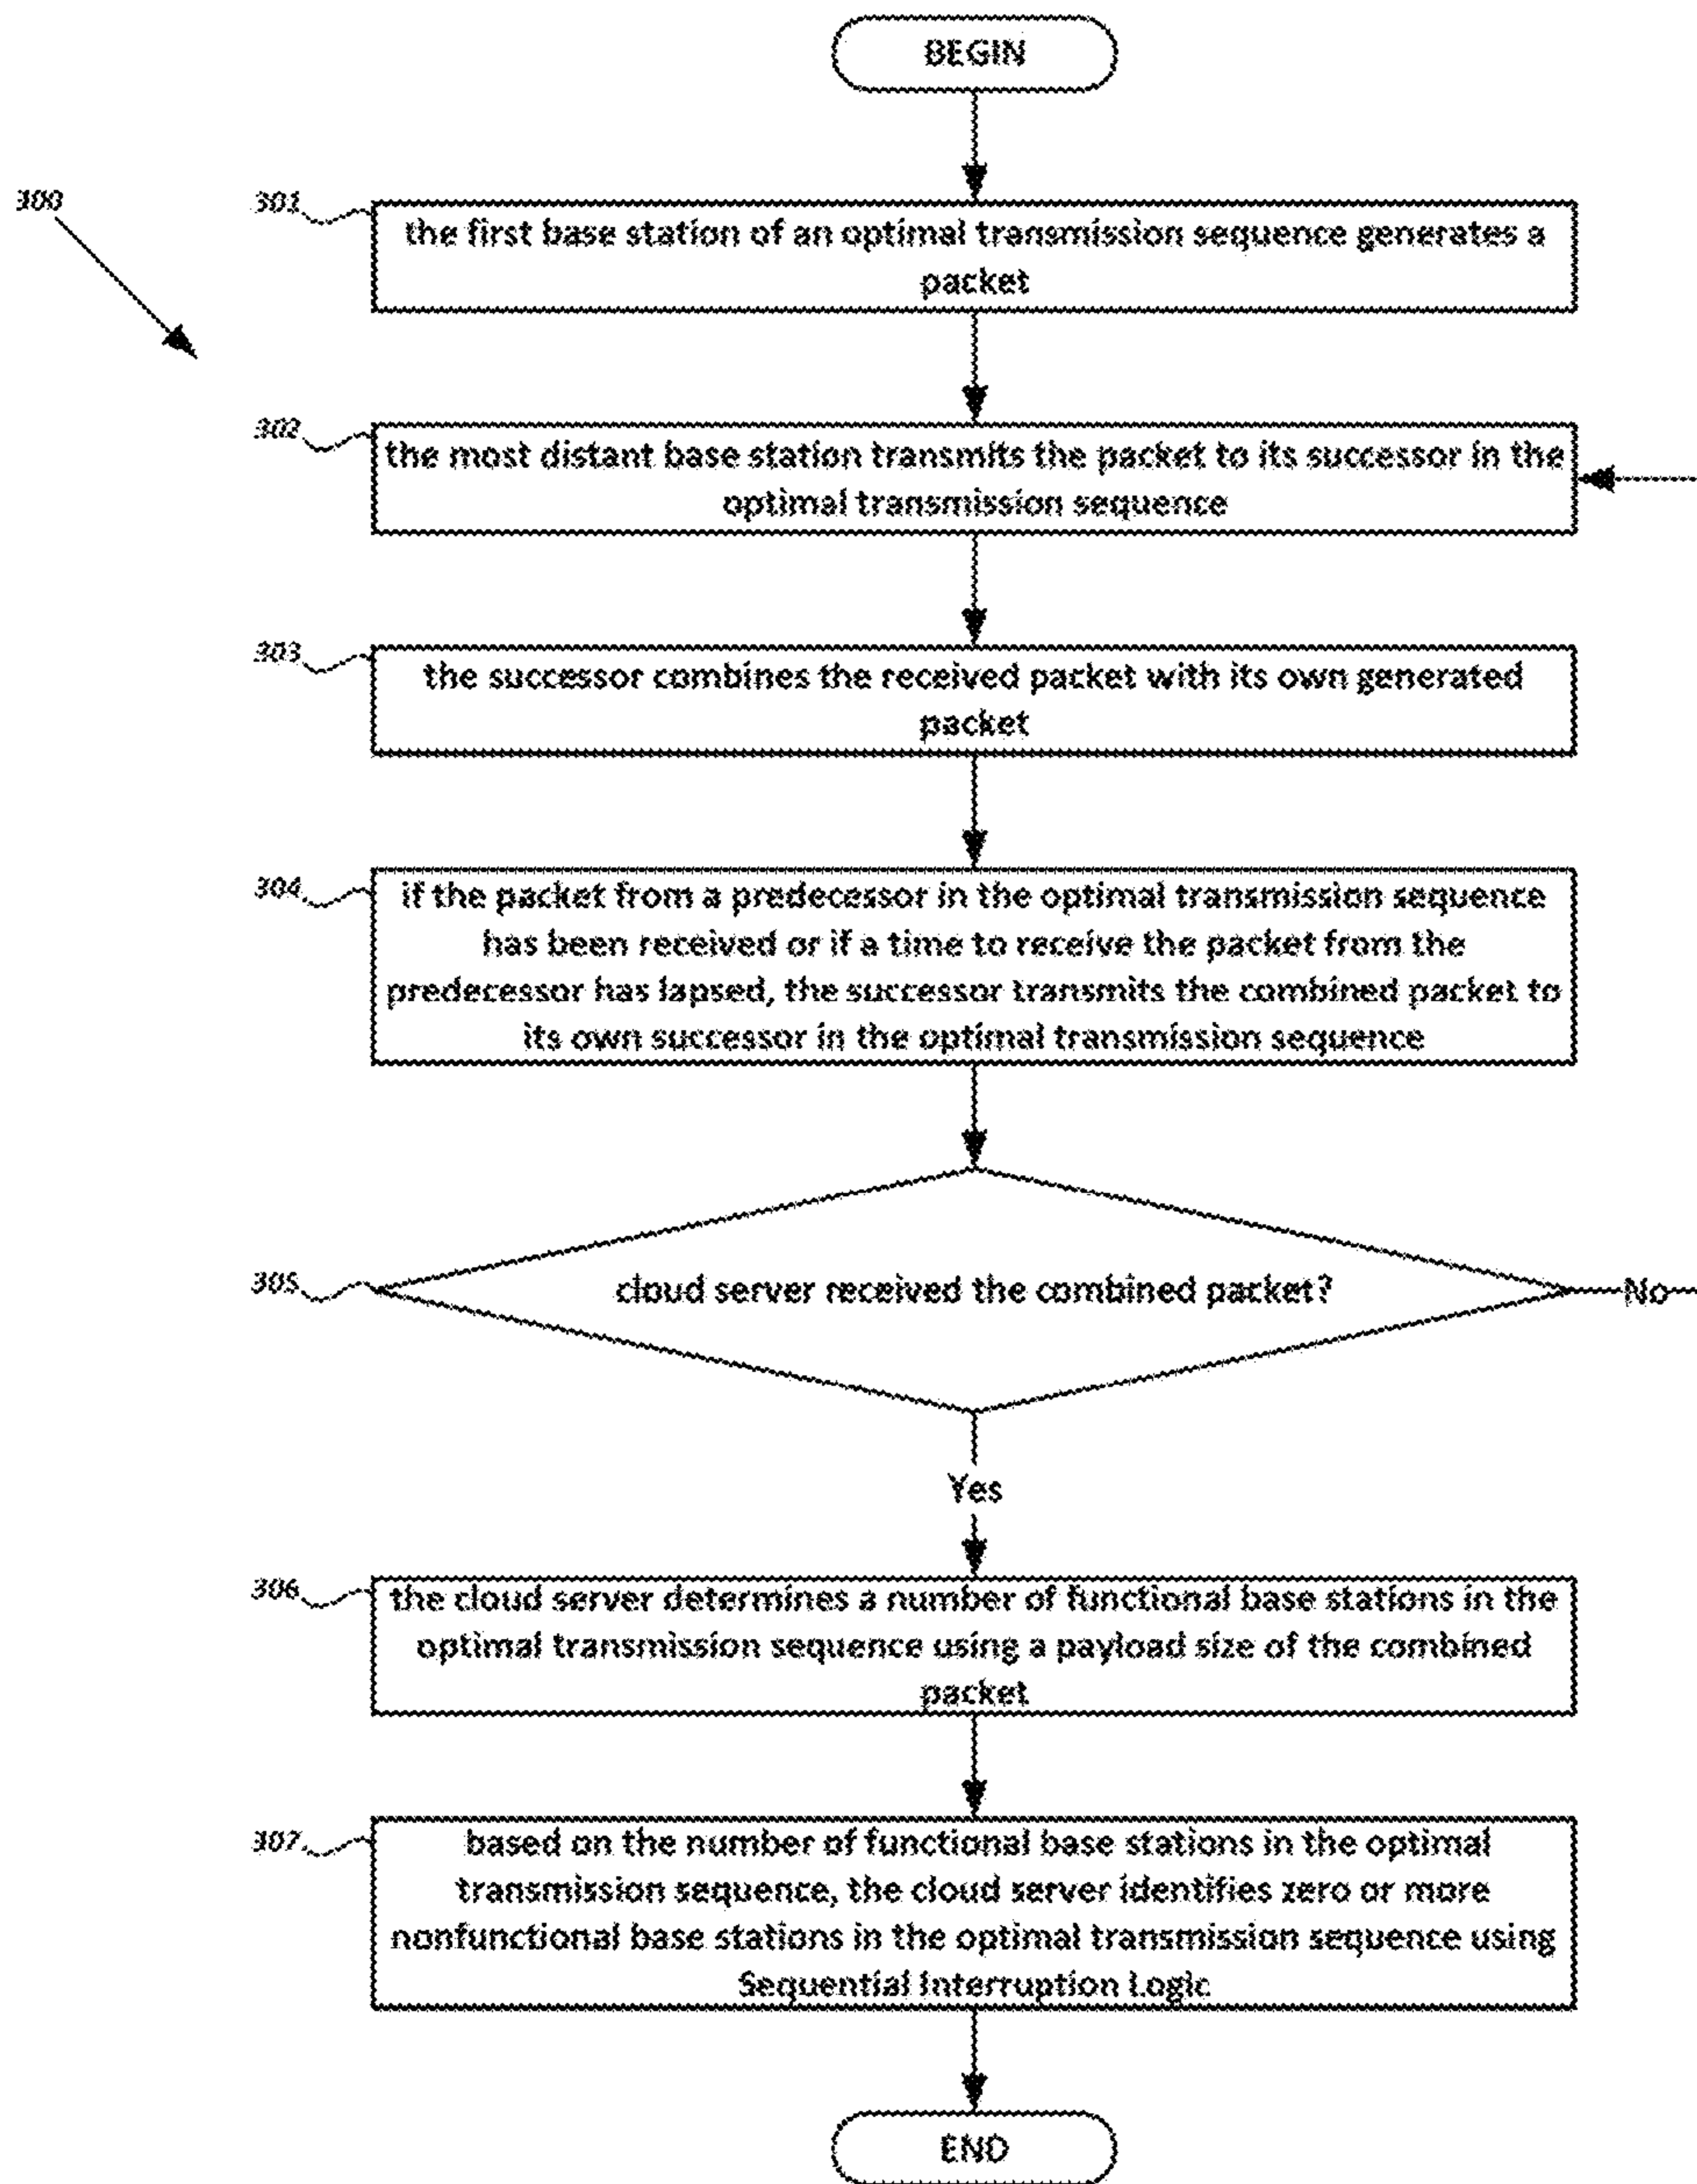 BEGIN
300
301
the first base station of an optimal transmission sequence generates a
packet
302
the most distant base station transmits the packet to its successor in the
optimal transmission sequence
303
the successor combines the received packet with its own generated
packet
304
if the packet from a predecessor in the optimal transmission sequence
has been received or if a time to receive the packet from the
predecessor has lapsed, the successor transmits the combined packet to
its own successor in the optimal transmission sequence
305
cloud server received the combined packet?
No
Yes
306
the cloud server determines a number of functional base stations in the
optimal transmission sequence using a payload size of the combined
packet
307
based on the number of functional base stations in the optimal
transmission sequence, the cloud server identifies zero or more
nonfunctional base stations in the optimal transmission sequence using
Sequential Interruption Logic
END